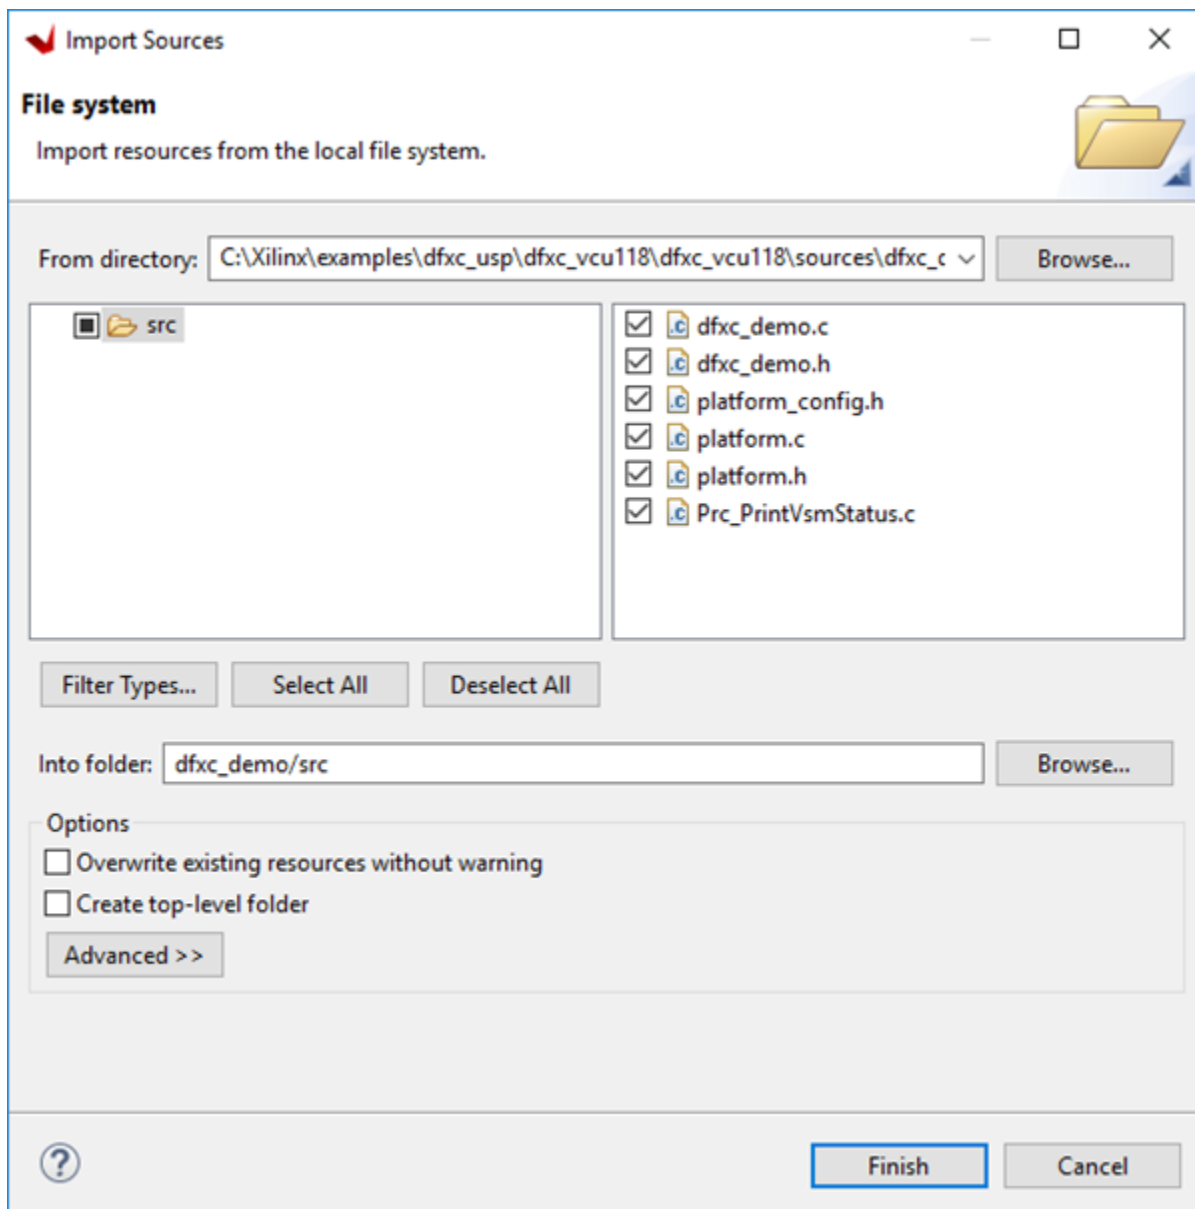 Import Sources
File system
Import resources from the local file system.
From directory: C:\Xilinx\examples\dfxc_usp\dfxc_vcu118\dfxc_vcu118\sources\dfxc_c Browse...
src
dfxc_demo.c
dfxc_demo.h
platform_config.h
platform.c
platform.h
Prc_PrintVsmStatus.c
Filter Types... Select All Deselect All
Into folder: dfxc_demo/src Browse...
Options
Overwrite existing resources without warning
Create top-level folder
Advanced >>
Finish Cancel